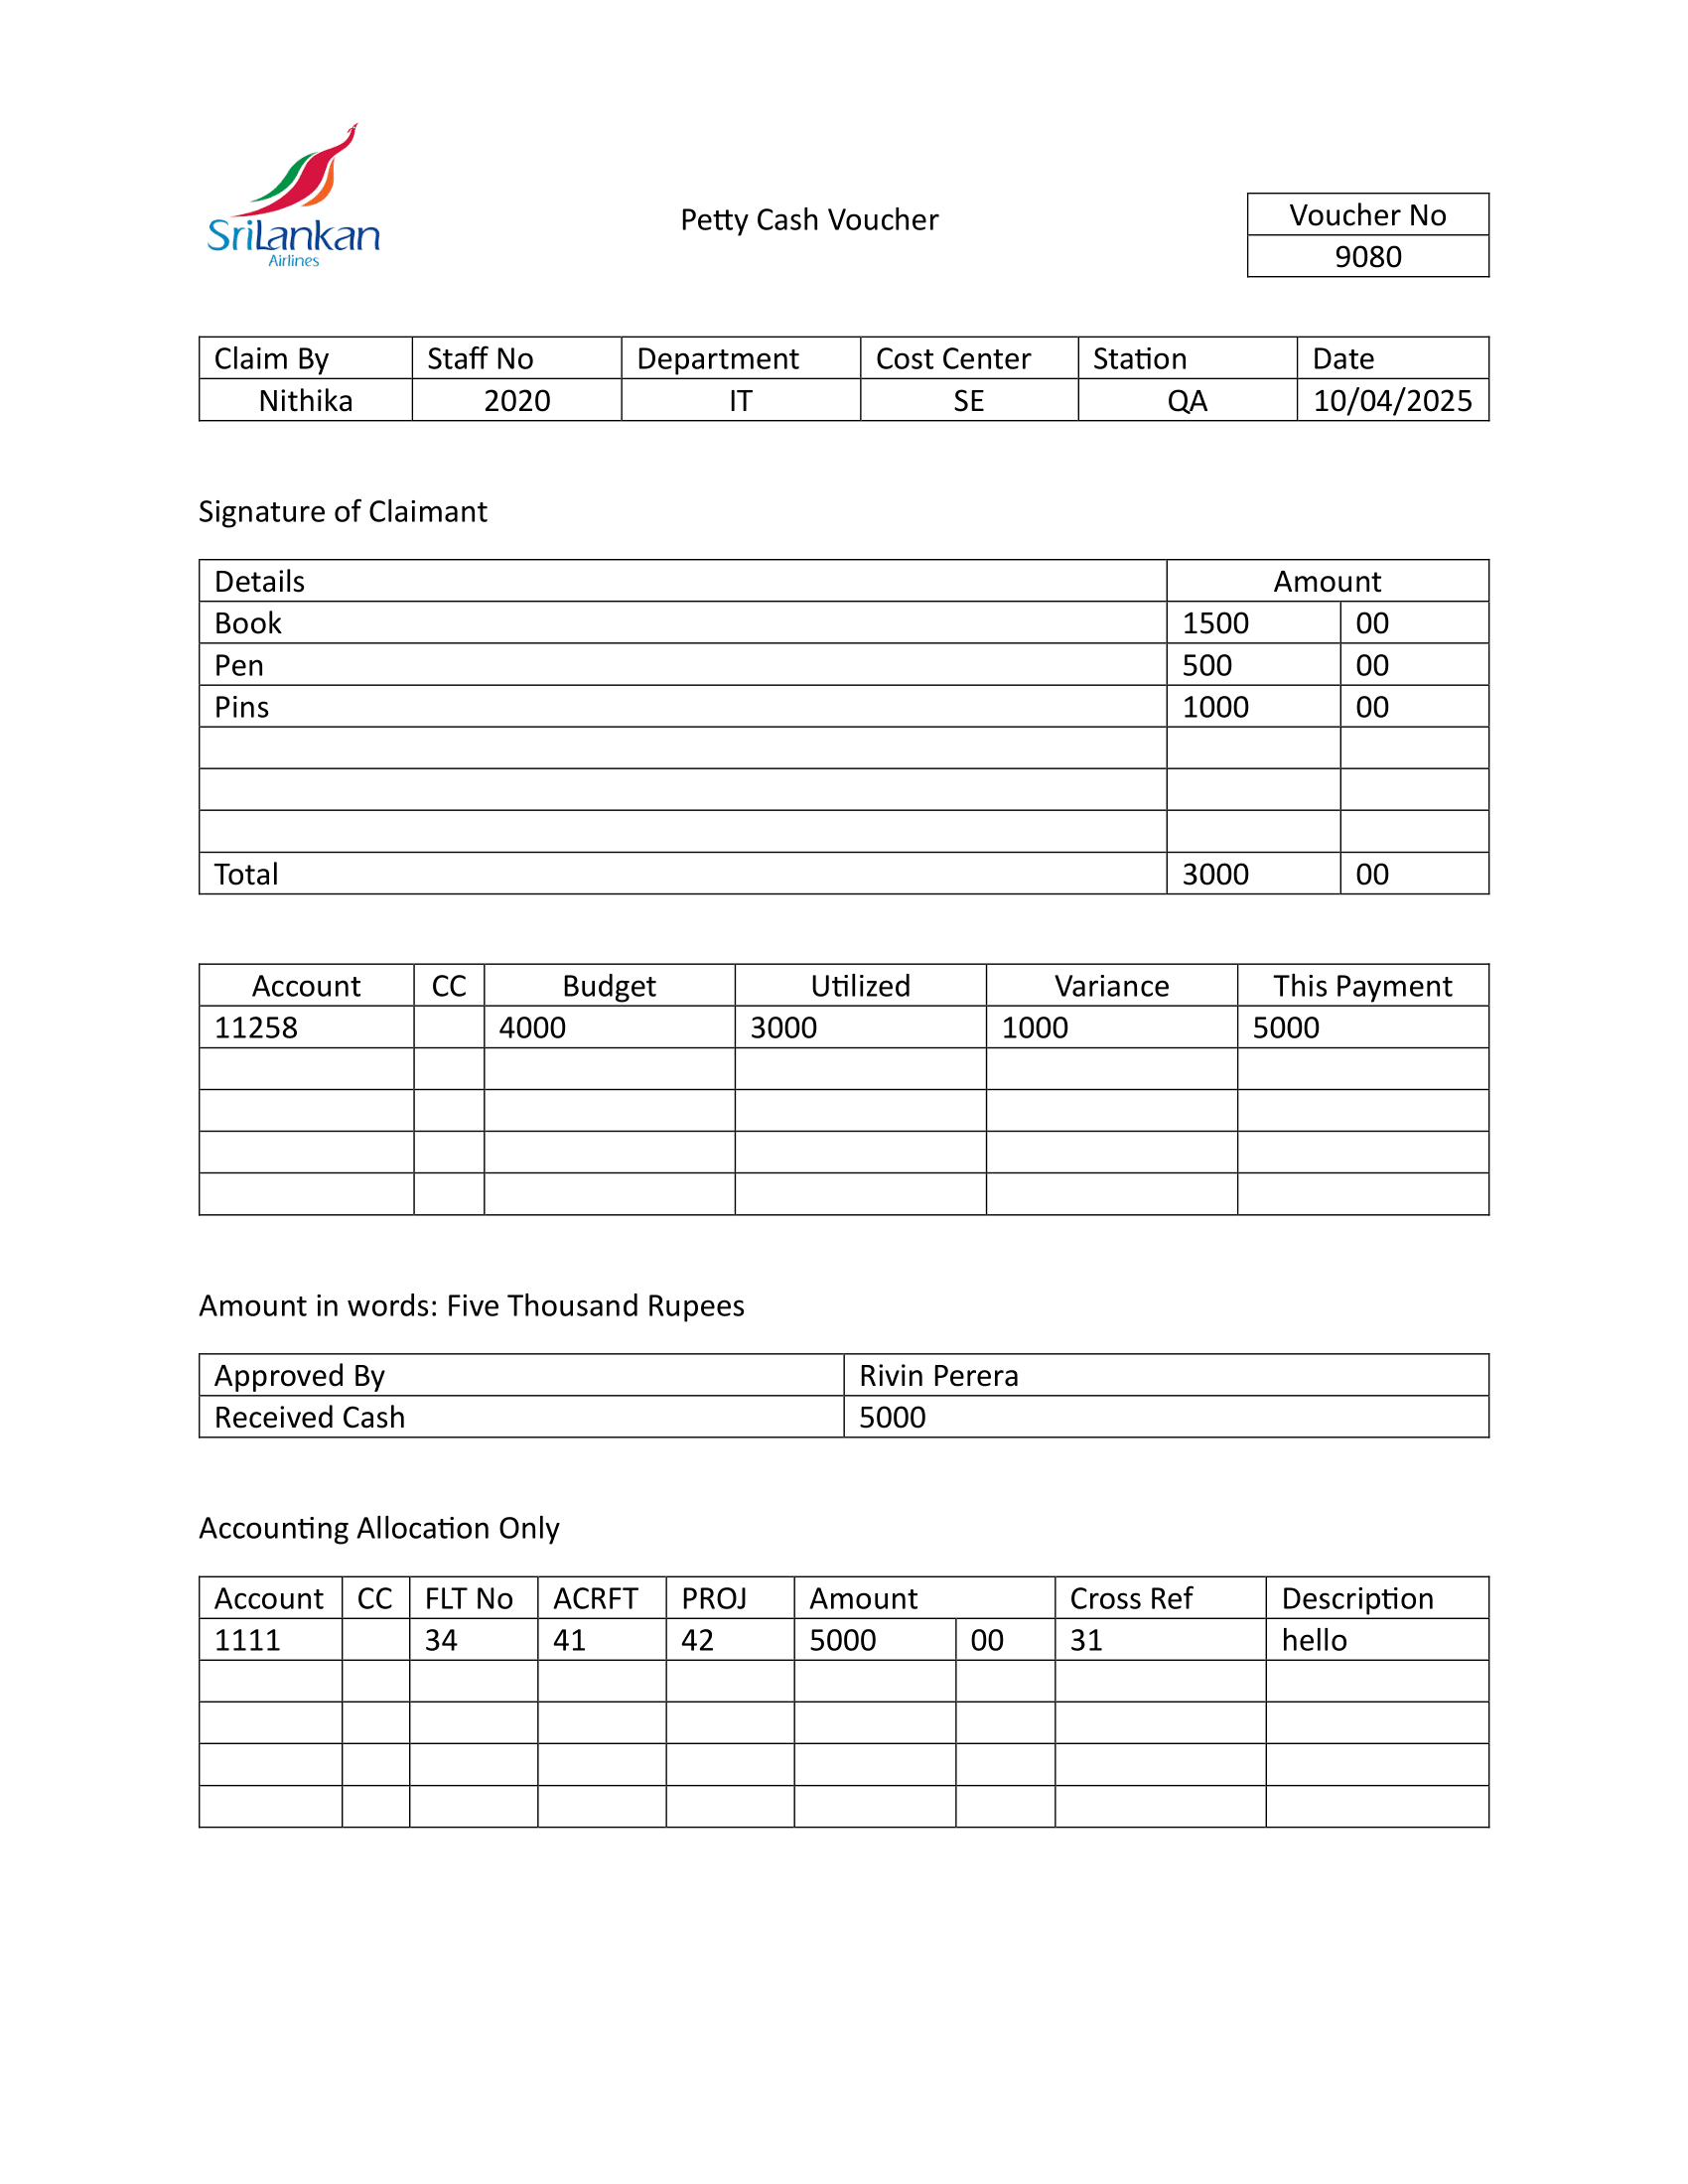 SriLankan
Airlines
Petty Cash Voucher
Voucher No
9080
Claim By Staff No Department Cost Center Station Date
Nithika 2020 IT SE QA 10/04/2025
Signature of Claimant
Details Amount
Book 1500 00
Pen 500 00
Pins 1000 00
Total 3000 00
Account CC Budget Utilized Variance This Payment
11258 4000 3000 1000 5000
Amount in words: Five Thousand Rupees
Approved By Rivin Perera
Received Cash 5000
Accounting Allocation Only
Account CC FLT No ACRFT PROJ Amount Cross Ref Description
1111 34 41 42 5000 00 31 hello